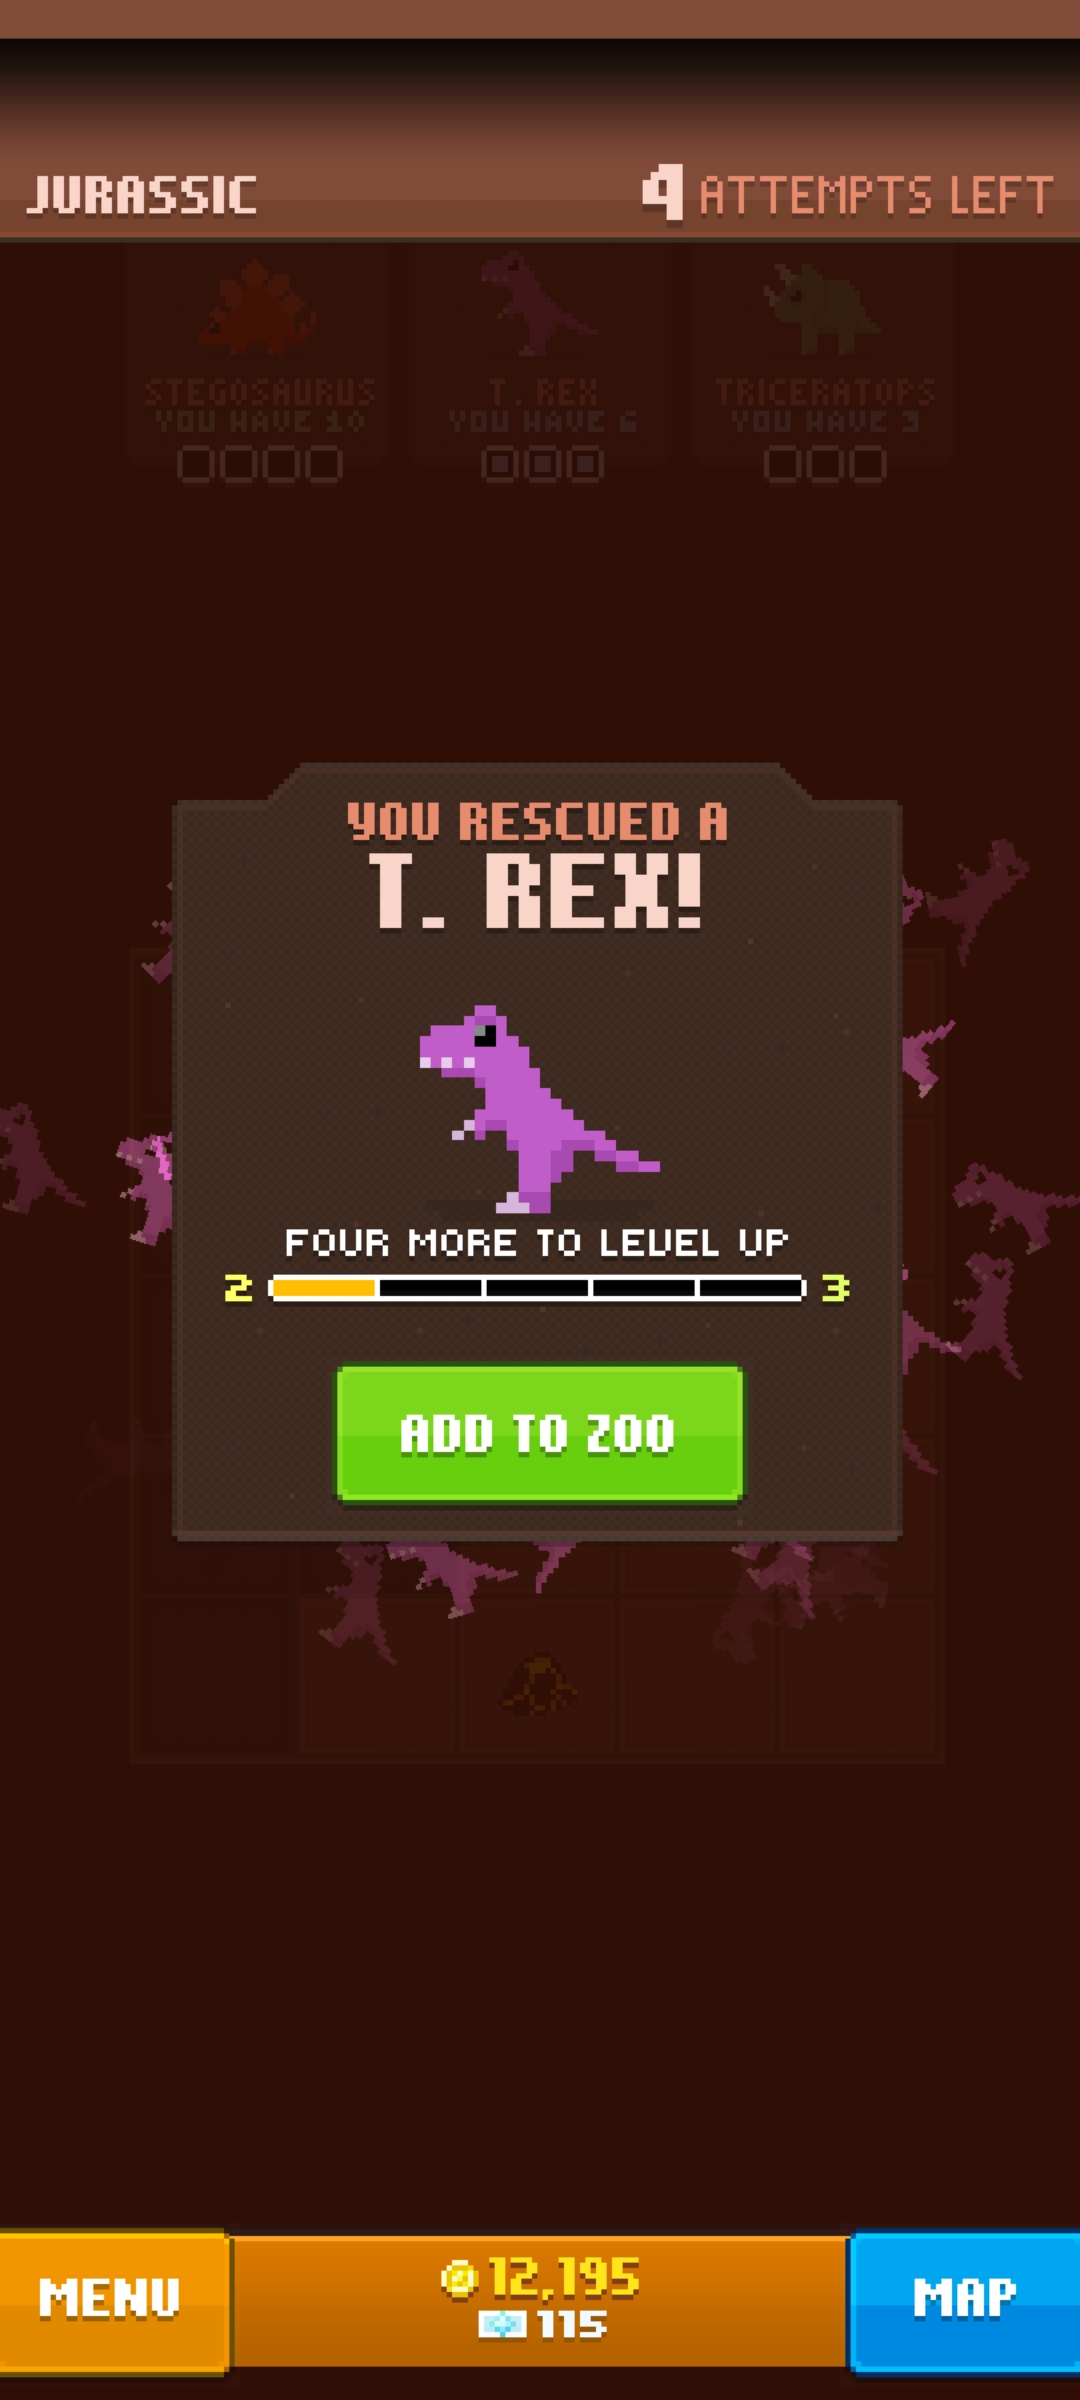 JURASSIC
9 ATTEMPTS LEFT
STEGOSAURUS
YOU HAVE 10
T. REX
YOU HAVE 6
TRICERATOPS
YOU HAVE 3
YOU RESCUED A
T. REX!
FOUR MORE TO LEVEL UP
2
3
ADD TO ZOO
MENU
12,195
115
MAP